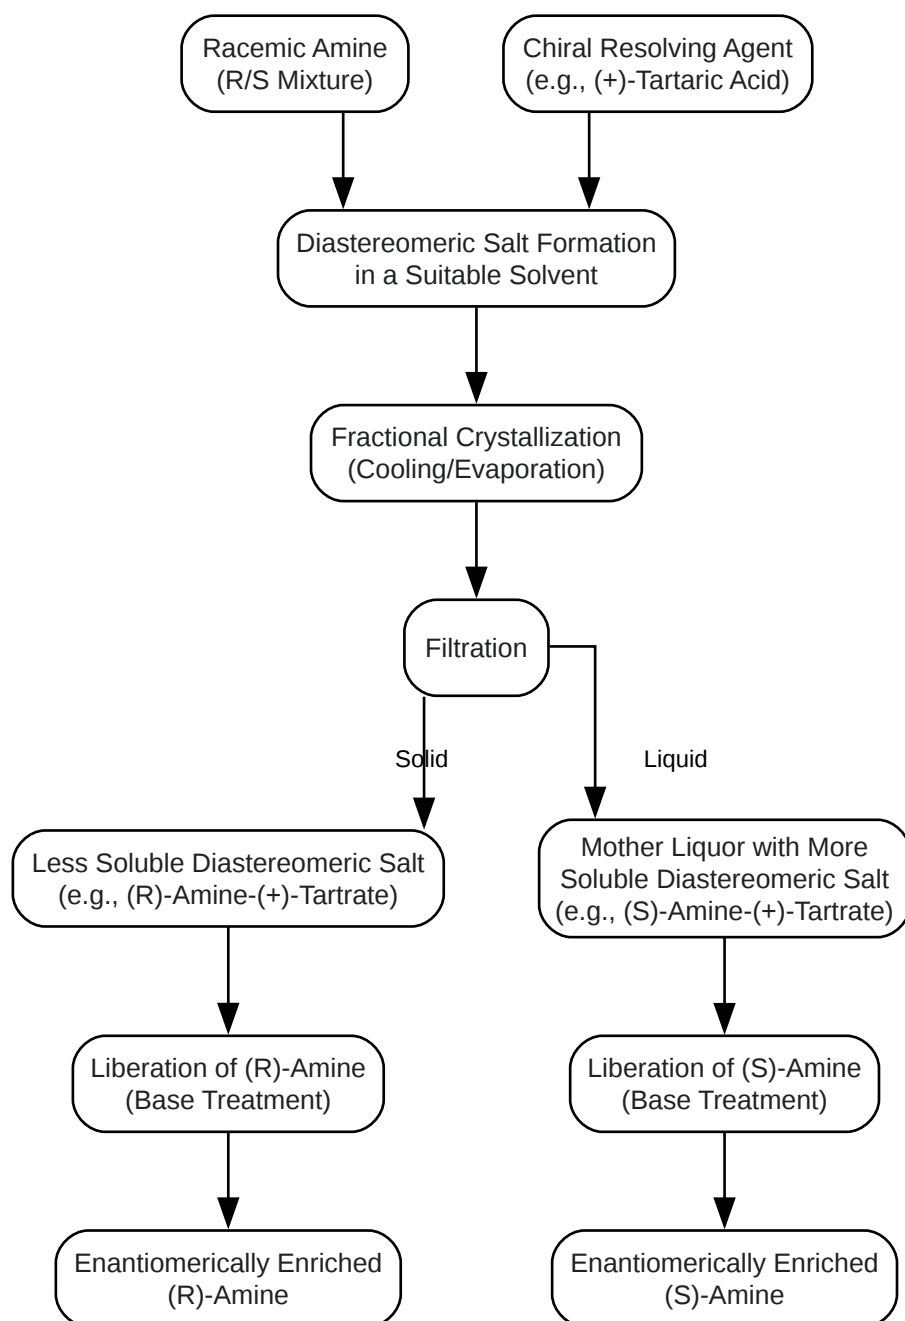 Racemic Amine
(R/S Mixture)
Chiral Resolving Agent
(e.g., (+)-Tartaric Acid)
Diastereomeric Salt Formation
in a Suitable Solvent
Fractional Crystallization
(Cooling/Evaporation)
Filtration
Solid
Liquid
Less Soluble Diastereomeric Salt
(e.g., (R)-Amine-(+)-Tartrate)
Mother Liquor with More
Soluble Diastereomeric Salt
(e.g., (S)-Amine-(+)-Tartrate)
Liberation of (R)-Amine
(Base Treatment)
Liberation of (S)-Amine
(Base Treatment)
Enantiomerically Enriched
(R)-Amine
Enantiomerically Enriched
(S)-Amine